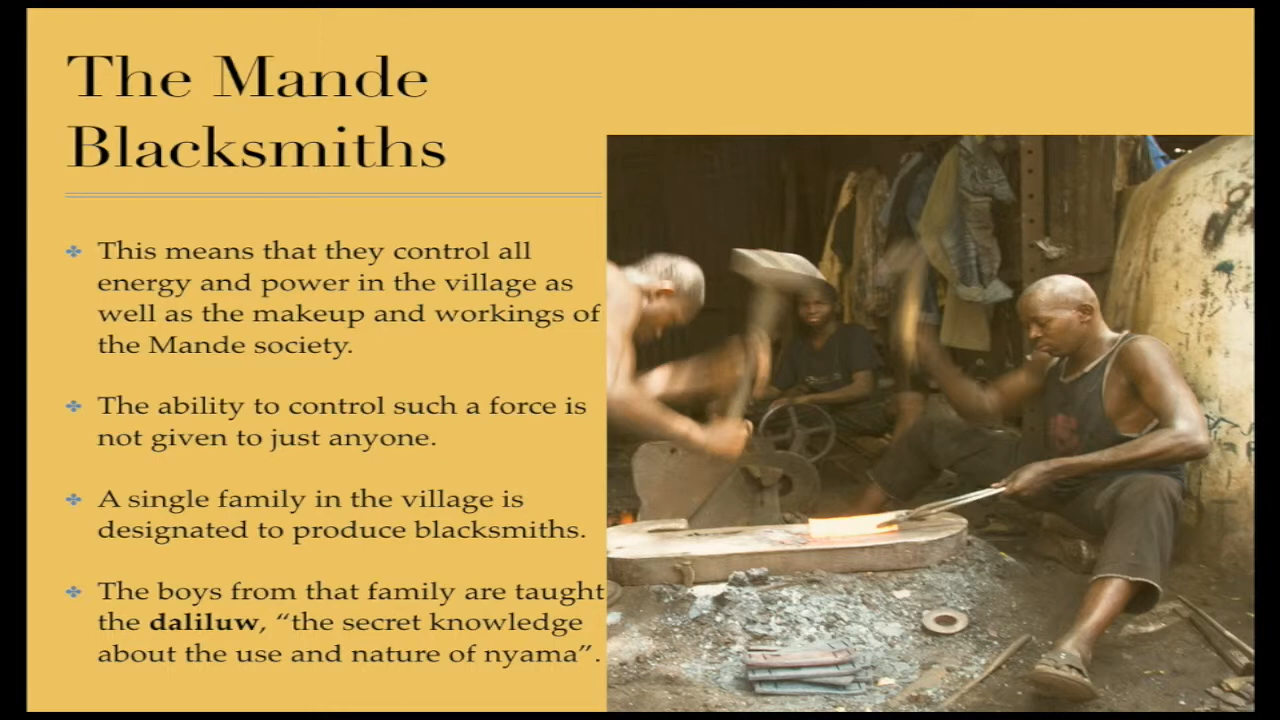 The Mande
Blacksmiths
This means that they control all
energy and power in the village as
well as the makeup and workings of
the Mande society.
The ability to control such a force is
not given to just anyone.
A single family in the village is
designated to produce blacksmiths.
The boys from that family are taught
the daliluw, “the secret knowledge
about the use and nature of nyama”.